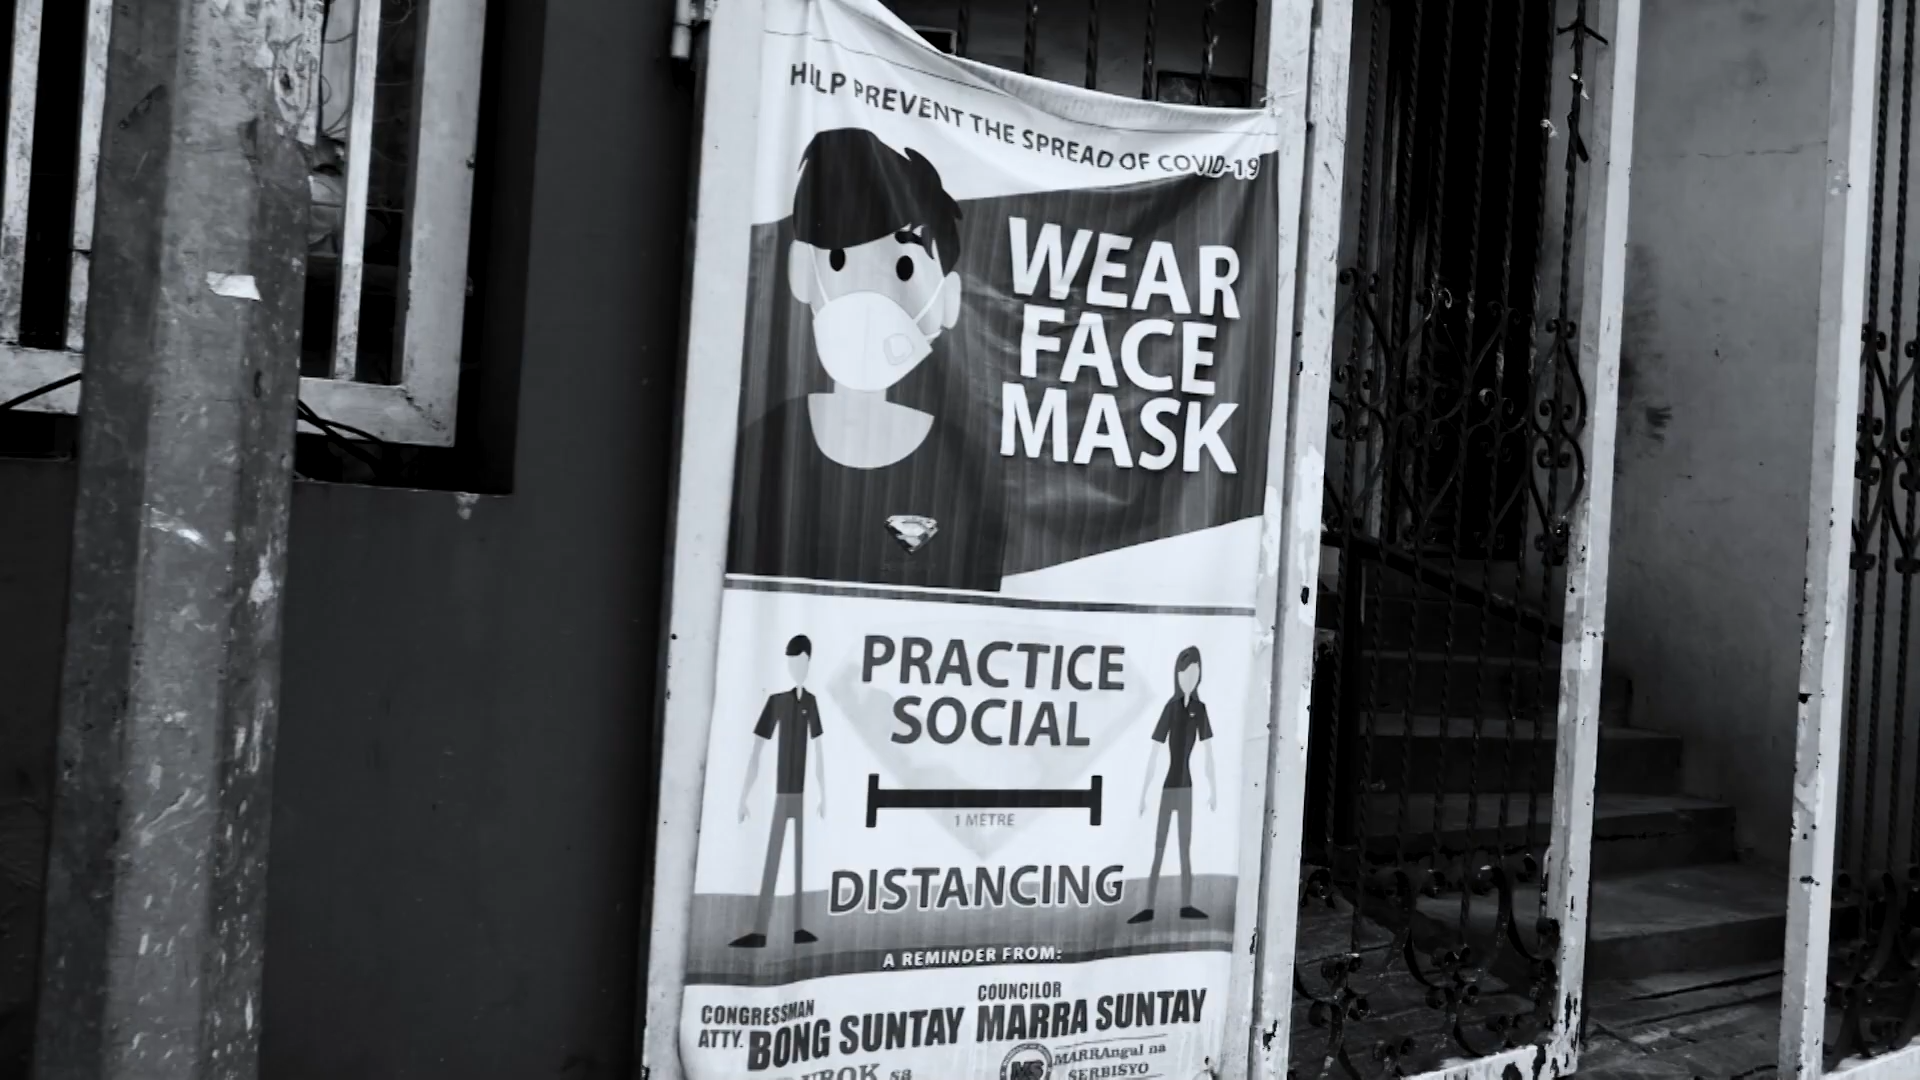 HELP PREVENT THE SPREAD OF COVID-19
WEAR
FACE
MASK
PRACTICE
SOCIAL
1 METRE
DISTANCING
A REMINDER FROM:
CONGRESSMAN
ATTY. BONG SUNTAY
COUNCILOR
MARRA SUNTAY
MARRAngal na
SERBISYO
MS
sa